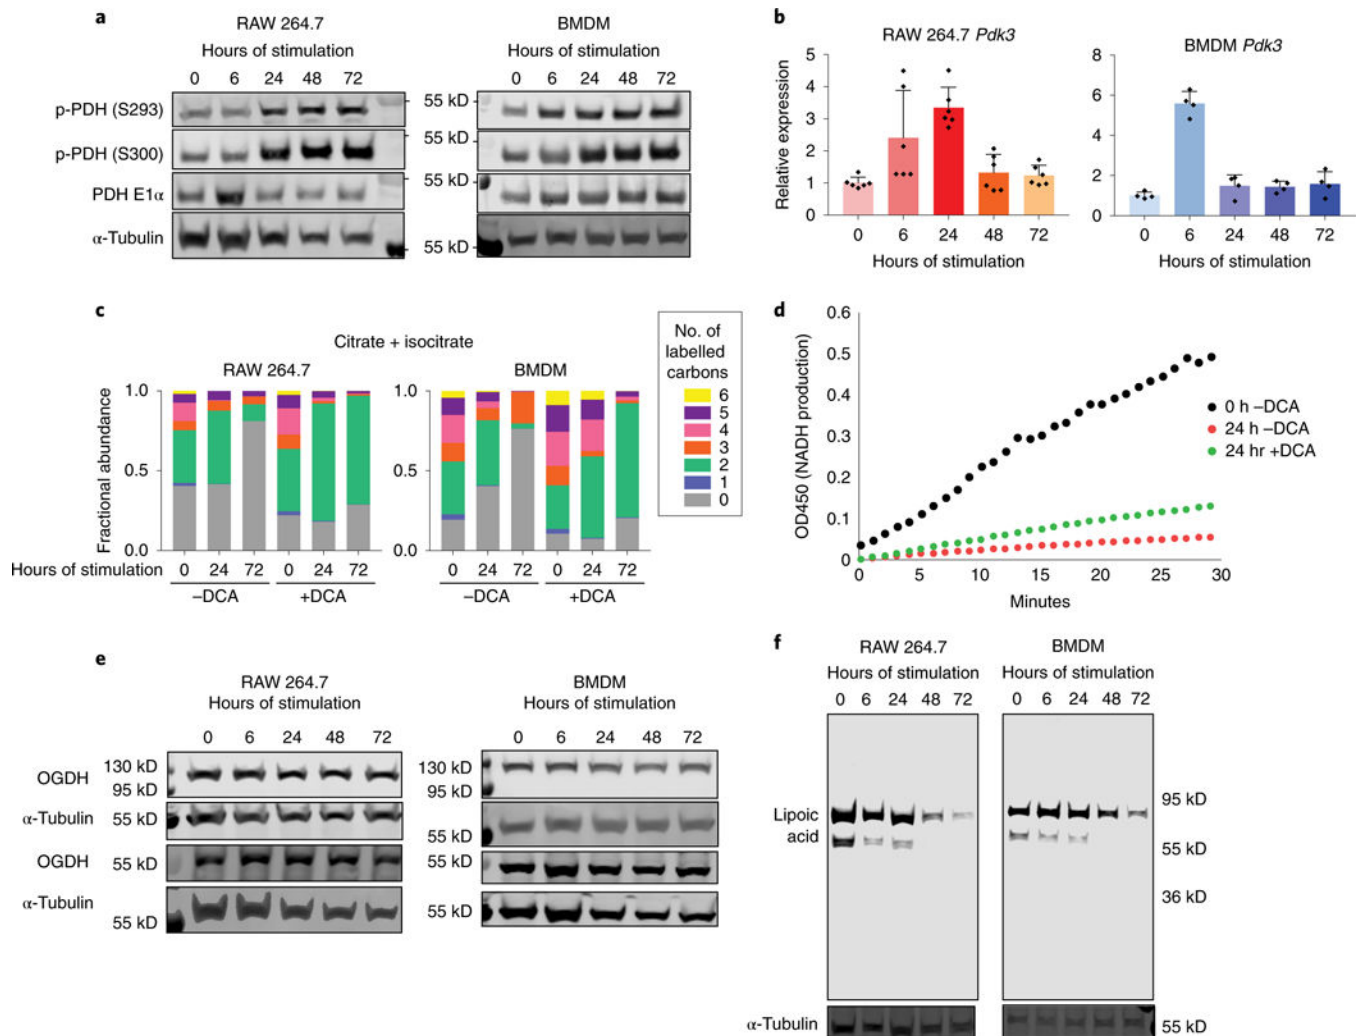 a
RAW 264.7
Hours of stimulation
0 6 24 48 72
p-PDH (S293)
p-PDH (S300)
PDH E1α
α-Tubulin
55 kD
55 kD
55 kD
55 kD
BMDM
Hours of stimulation
0 6 24 48 72
b
RAW 264.7 Pdk3
Relative expression
5
4
3
2
1
0
0 6 24 48 72
Hours of stimulation
BMDM Pdk3
8
6
4
2
0
0 6 24 48 72
Hours of stimulation
c
Citrate + isocitrate
RAW 264.7
BMDM
Fractional abundance
1.0
0.5
0.0
1.0
0.5
0.0
Hours of stimulation 0 24 72 0 24 72
–DCA +DCA
0 24 72 0 24 72
–DCA +DCA
No. of
labelled
carbons
6
5
4
3
2
1
0
d
OD450 (NADH production)
0.6
0.5
0.4
0.3
0.2
0.1
0
0 5 10 15 20 25 30
Minutes
0 h –DCA
24 h –DCA
24 hr +DCA
e
RAW 264.7
Hours of stimulation
0 6 24 48 72
OGDH
130 kD
95 kD
α-Tubulin
55 kD
OGDH
55 kD
α-Tubulin
55 kD
BMDM
Hours of stimulation
0 6 24 48 72
130 kD
95 kD
55 kD
55 kD
55 kD
f
RAW 264.7
Hours of stimulation
0 6 24 48 72
BMDM
Hours of stimulation
0 6 24 48 72
Lipoic
acid
95 kD
55 kD
36 kD
α-Tubulin
55 kD